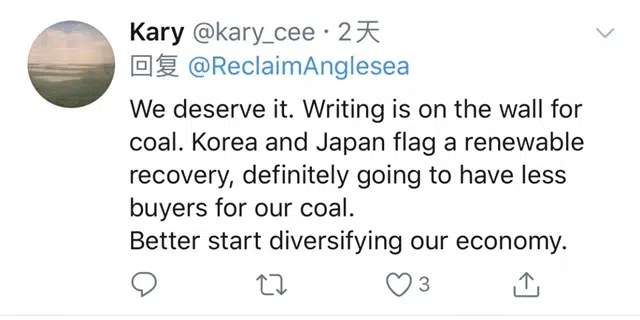 Kary @kary_cee · 2天
回复 @ReclaimAnglesea
We deserve it. Writing is on the wall for
coal. Korea and Japan flag a renewable
recovery, definitely going to have less
buyers for our coal.
Better start diversifying our economy.
3